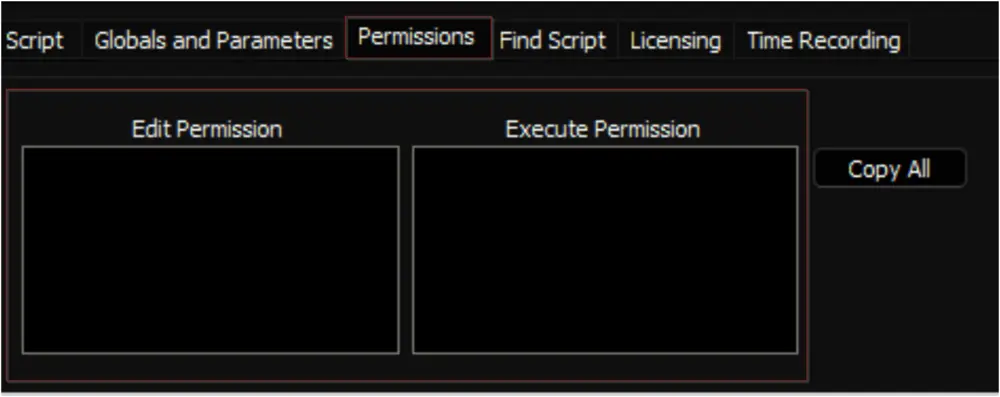 Script Globals and Parameters Permissions Find Script Licensing Time Recording
Edit Permission Execute Permission
Copy All